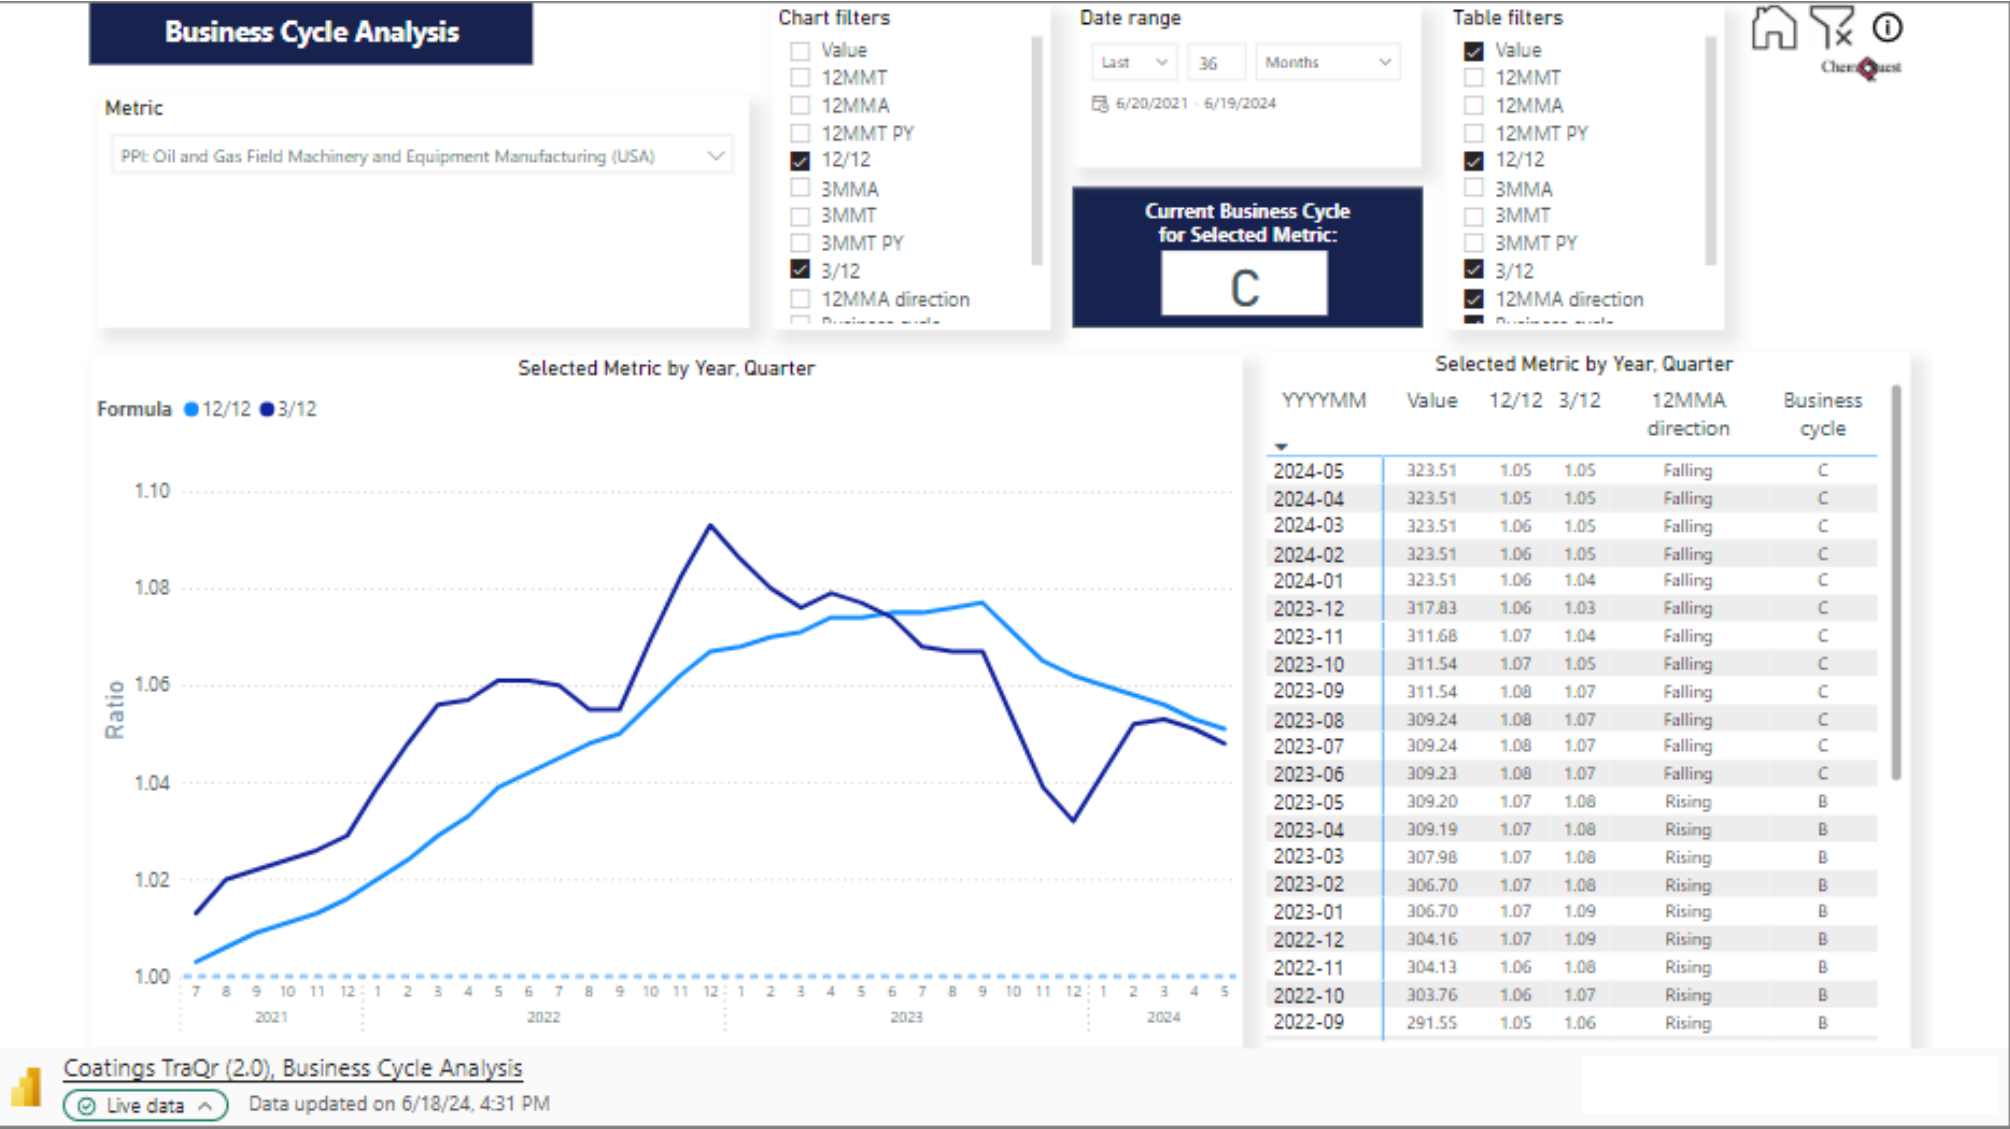 Business Cycle Analysis
Metric
PPI: Oil and Gas Field Machinery and Equipment Manufacturing (USA)
Chart filters
Value
12MMT
12MMA
12MMT PY
12/12
3MMA
3MMT
3MMT PY
3/12
12MMA direction
Business cycle
Date range
Last
36
Months
6/20/2021 - 6/19/2024
Current Business Cycle
for Selected Metric:
C
Table filters
Value
12MMT
12MMA
12MMT PY
12/12
3MMA
3MMT
3MMT PY
3/12
12MMA direction
Business cycle
ChemQuest
Selected Metric by Year, Quarter
Formula 12/12 3/12
Ratio
1.10
1.08
1.06
1.04
1.02
1.00
7 8 9 10 11 12 1 2 3 4 5 6 7 8 9 10 11 12 1 2 3 4 5 6 7 8 9 10 11 12 1 2 3 4 5
2021 2022 2023 2024
Selected Metric by Year, Quarter
YYYYMM Value 12/12 3/12 12MMA Business
direction cycle
2024-05 323.51 1.05 1.05 Falling C
2024-04 323.51 1.05 1.05 Falling C
2024-03 323.51 1.06 1.05 Falling C
2024-02 323.51 1.06 1.05 Falling C
2024-01 323.51 1.06 1.04 Falling C
2023-12 317.83 1.06 1.03 Falling C
2023-11 311.68 1.07 1.04 Falling C
2023-10 311.54 1.07 1.05 Falling C
2023-09 311.54 1.08 1.07 Falling C
2023-08 309.24 1.08 1.07 Falling C
2023-07 309.24 1.08 1.07 Falling C
2023-06 309.23 1.08 1.07 Falling C
2023-05 309.20 1.07 1.08 Rising B
2023-04 309.19 1.07 1.08 Rising B
2023-03 307.98 1.07 1.08 Rising B
2023-02 306.70 1.07 1.08 Rising B
2023-01 306.70 1.07 1.09 Rising B
2022-12 304.16 1.07 1.09 Rising B
2022-11 304.13 1.06 1.08 Rising B
2022-10 303.76 1.06 1.07 Rising B
2022-09 291.55 1.05 1.06 Rising B
Coatings TraQr (2.0), Business Cycle Analysis
Live data
Data updated on 6/18/24, 4:31 PM